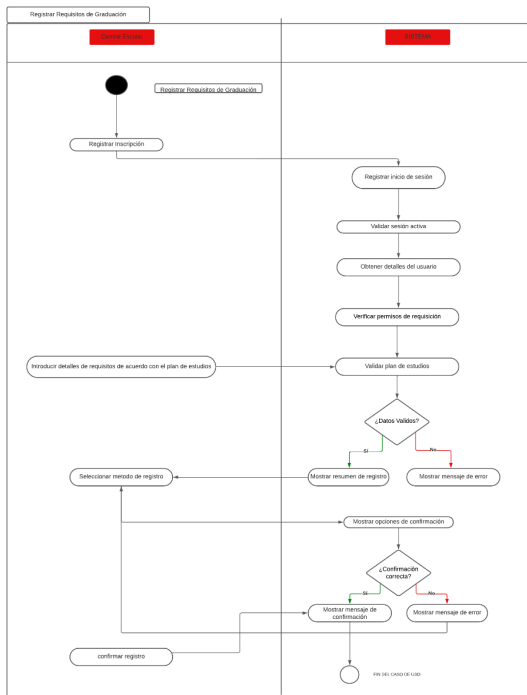 Registrar Requisitos de Graduación
Control Escolar
SISTEMA
Registrar Requisitos de Graduación
Registrar Inscripción
Registrar inicio de sesión
Validar sesión activa
Obtener detalles del usuario
Verificar permisos de requisición
Introducir detalles de requisitos de acuerdo con el plan de estudios
Validar plan de estudios
¿Datos Validos?
Si
No
Seleccionar metodo de registro
Mostrar resumen de registro
Mostrar mensaje de error
Mostrar opciones de confirmación
¿Confirmación
correcta?
Si
No
Mostrar mensaje de
confirmación
Mostrar mensaje de error
confirmar registro
FIN DEL CASO DE USO